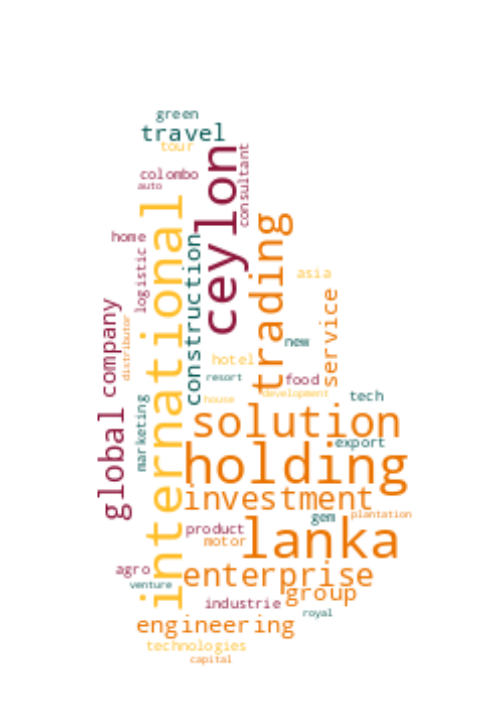 green
travel
tour
ceylon
consultant
colombo
auto
international
trading
home
construction
logistic
asia
service
company
distributor
new
hotel
resort
food
development
house
tech
marketing
global
solution
export
holding
investment
gem
plantation
product
lanka
motor
agro
enterprise
venture
group
industrie
royal
engineering
technologies
capital